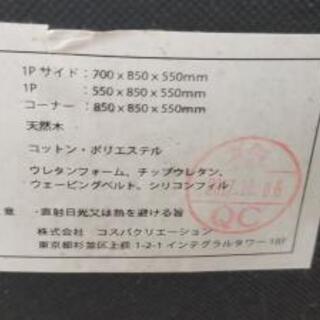 1Pサイド：700 x 850 x 550mm
1P ：550 x 850 x 550mm
コーナー：850 x 850 x 550mm
天然木
コットン・ポリエステル
ウレタンフォーム、チップウレタン、
ウェービングベルト、シリコンフィル
意 ・直射日光又は熱を避ける旨
株式会社 コスパクリエーション
東京都杉並区上荻 1-2-1 インテグラルタワー
QC